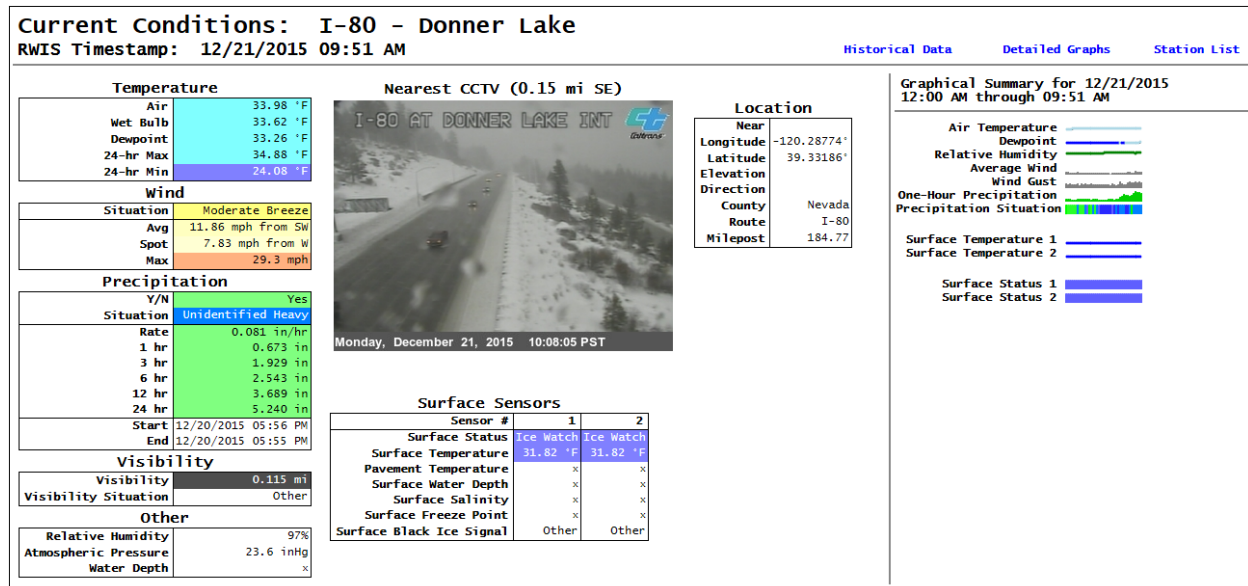 Current Conditions: I-80 - Donner Lake
RWIS Timestamp: 12/21/2015 09:51 AM
Historical Data Detailed Graphs Station List
Temperature
Air 33.98 °F
Wet Bulb 33.62 °F
Dewpoint 33.26 °F
24-hr Max 34.88 °F
24-hr Min 24.08 °F
Wind
Situation Moderate Breeze
Avg 11.86 mph from SW
Spot 7.83 mph from W
Max 29.3 mph
Precipitation
Y/N Yes
Situation Unidentified Heavy
Rate 0.081 in/hr
1 hr 0.673 in
3 hr 1.929 in
6 hr 2.543 in
12 hr 3.689 in
24 hr 5.240 in
Start 12/20/2015 05:56 PM
End 12/20/2015 05:55 PM
Visibility
Visibility 0.115 mi
Visibility Situation Other
Other
Relative Humidity 97%
Atmospheric Pressure 23.6 inHg
Water Depth x
Nearest CCTV (0.15 mi SE)
I-80 AT DONNER LAKE INT
Caltrans
Monday, December 21, 2015 10:08:05 PST
Surface Sensors
Sensor # 1 2
Surface Status Ice Watch Ice Watch
Surface Temperature 31.82 °F 31.82 °F
Pavement Temperature x x
Surface Water Depth x x
Surface Salinity x x
Surface Freeze Point x x
Surface Black Ice Signal Other Other
Location
Near
Longitude -120.28774°
Latitude 39.33186°
Elevation
Direction
County Nevada
Route I-80
Milepost 184.77
Graphical Summary for 12/21/2015
12:00 AM through 09:51 AM
Air Temperature
Dewpoint
Relative Humidity
Average Wind
Wind Gust
One-Hour Precipitation
Precipitation Situation
Surface Temperature 1
Surface Temperature 2
Surface Status 1
Surface Status 2